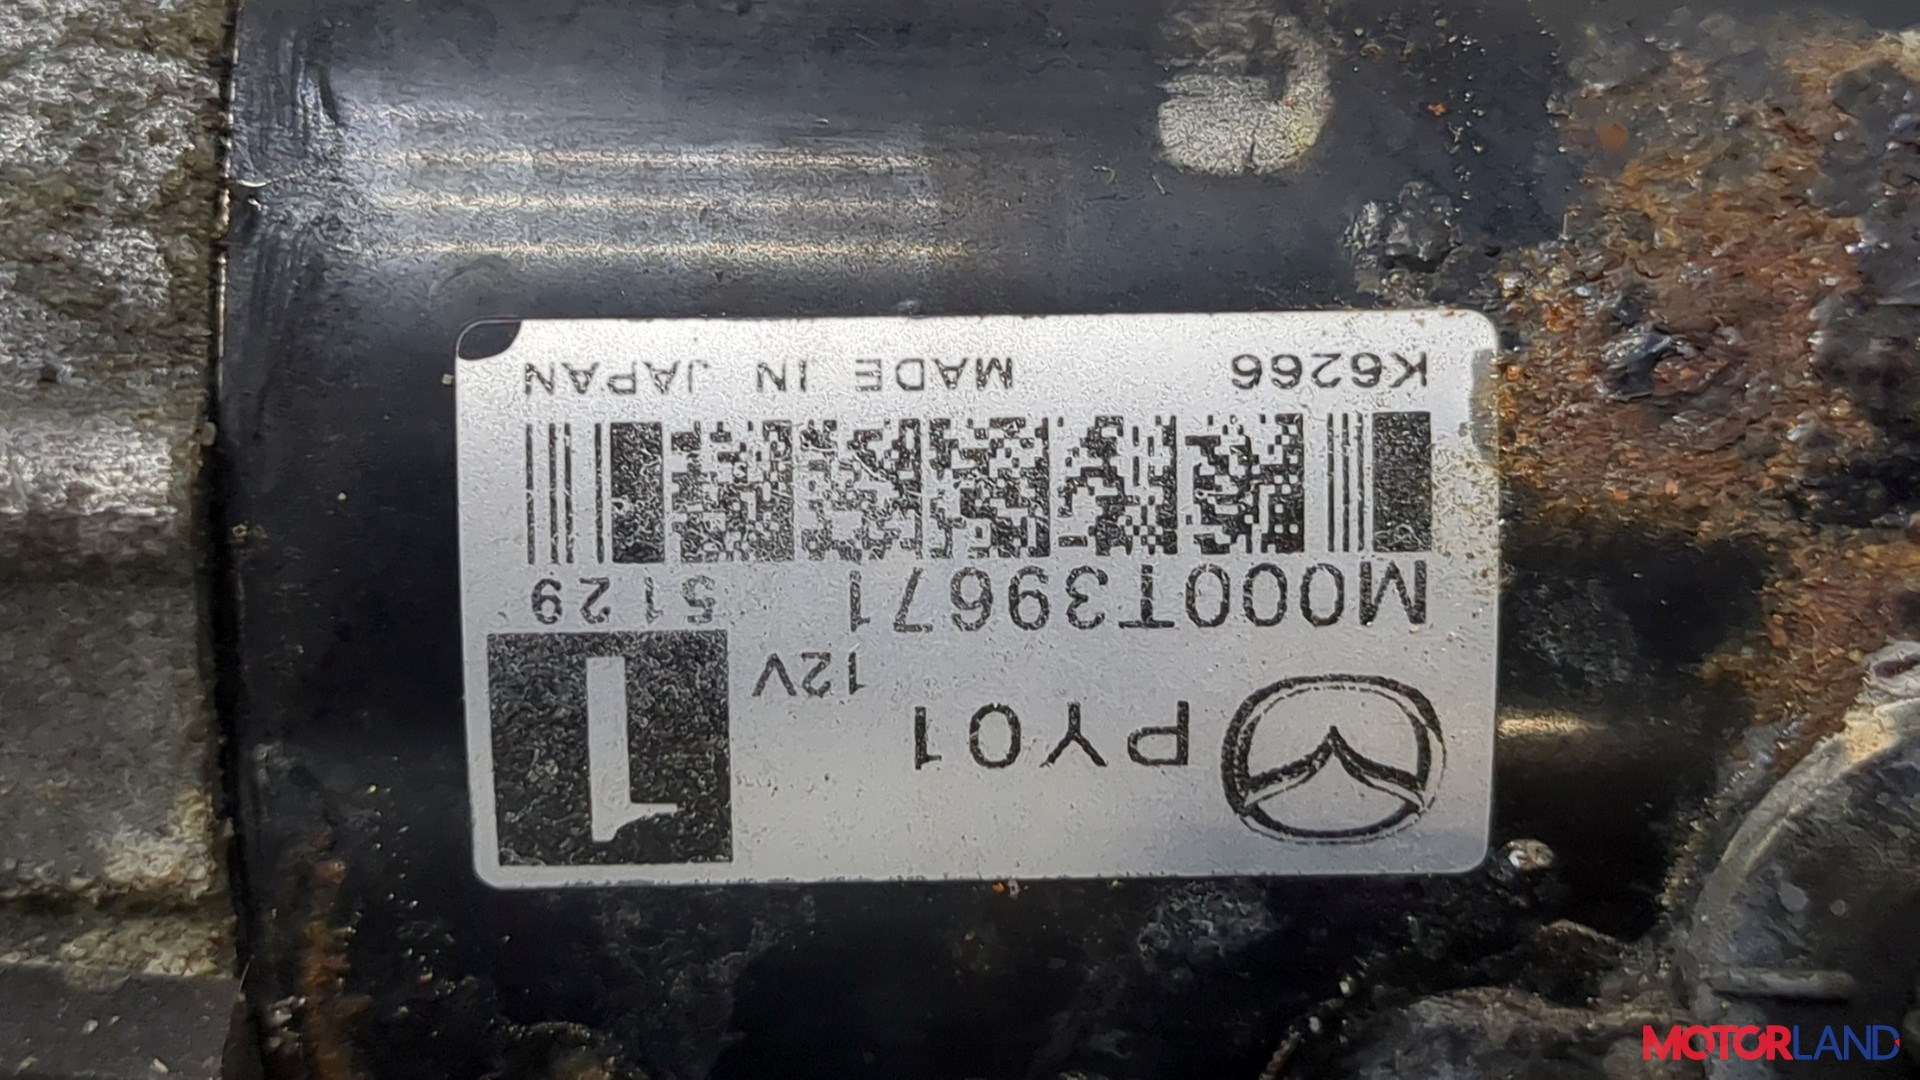 PY01
12V
1
M000T39671 5129
K6266 MADE IN JAPAN
MOTORLAND